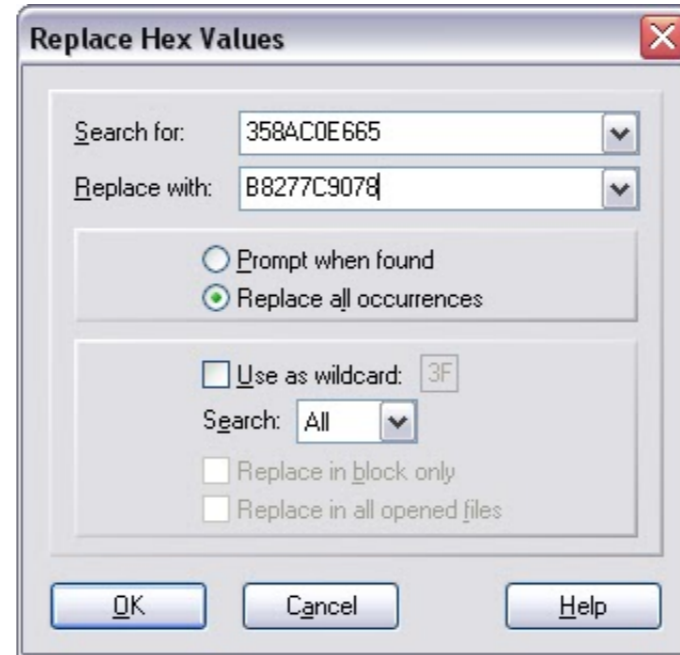 Replace Hex Values
Search for: 358AC0E665
Replace with: B8277C9078
Prompt when found
Replace all occurrences
Use as wildcard: 3F
Search: All
Replace in block only
Replace in all opened files
OK Cancel Help